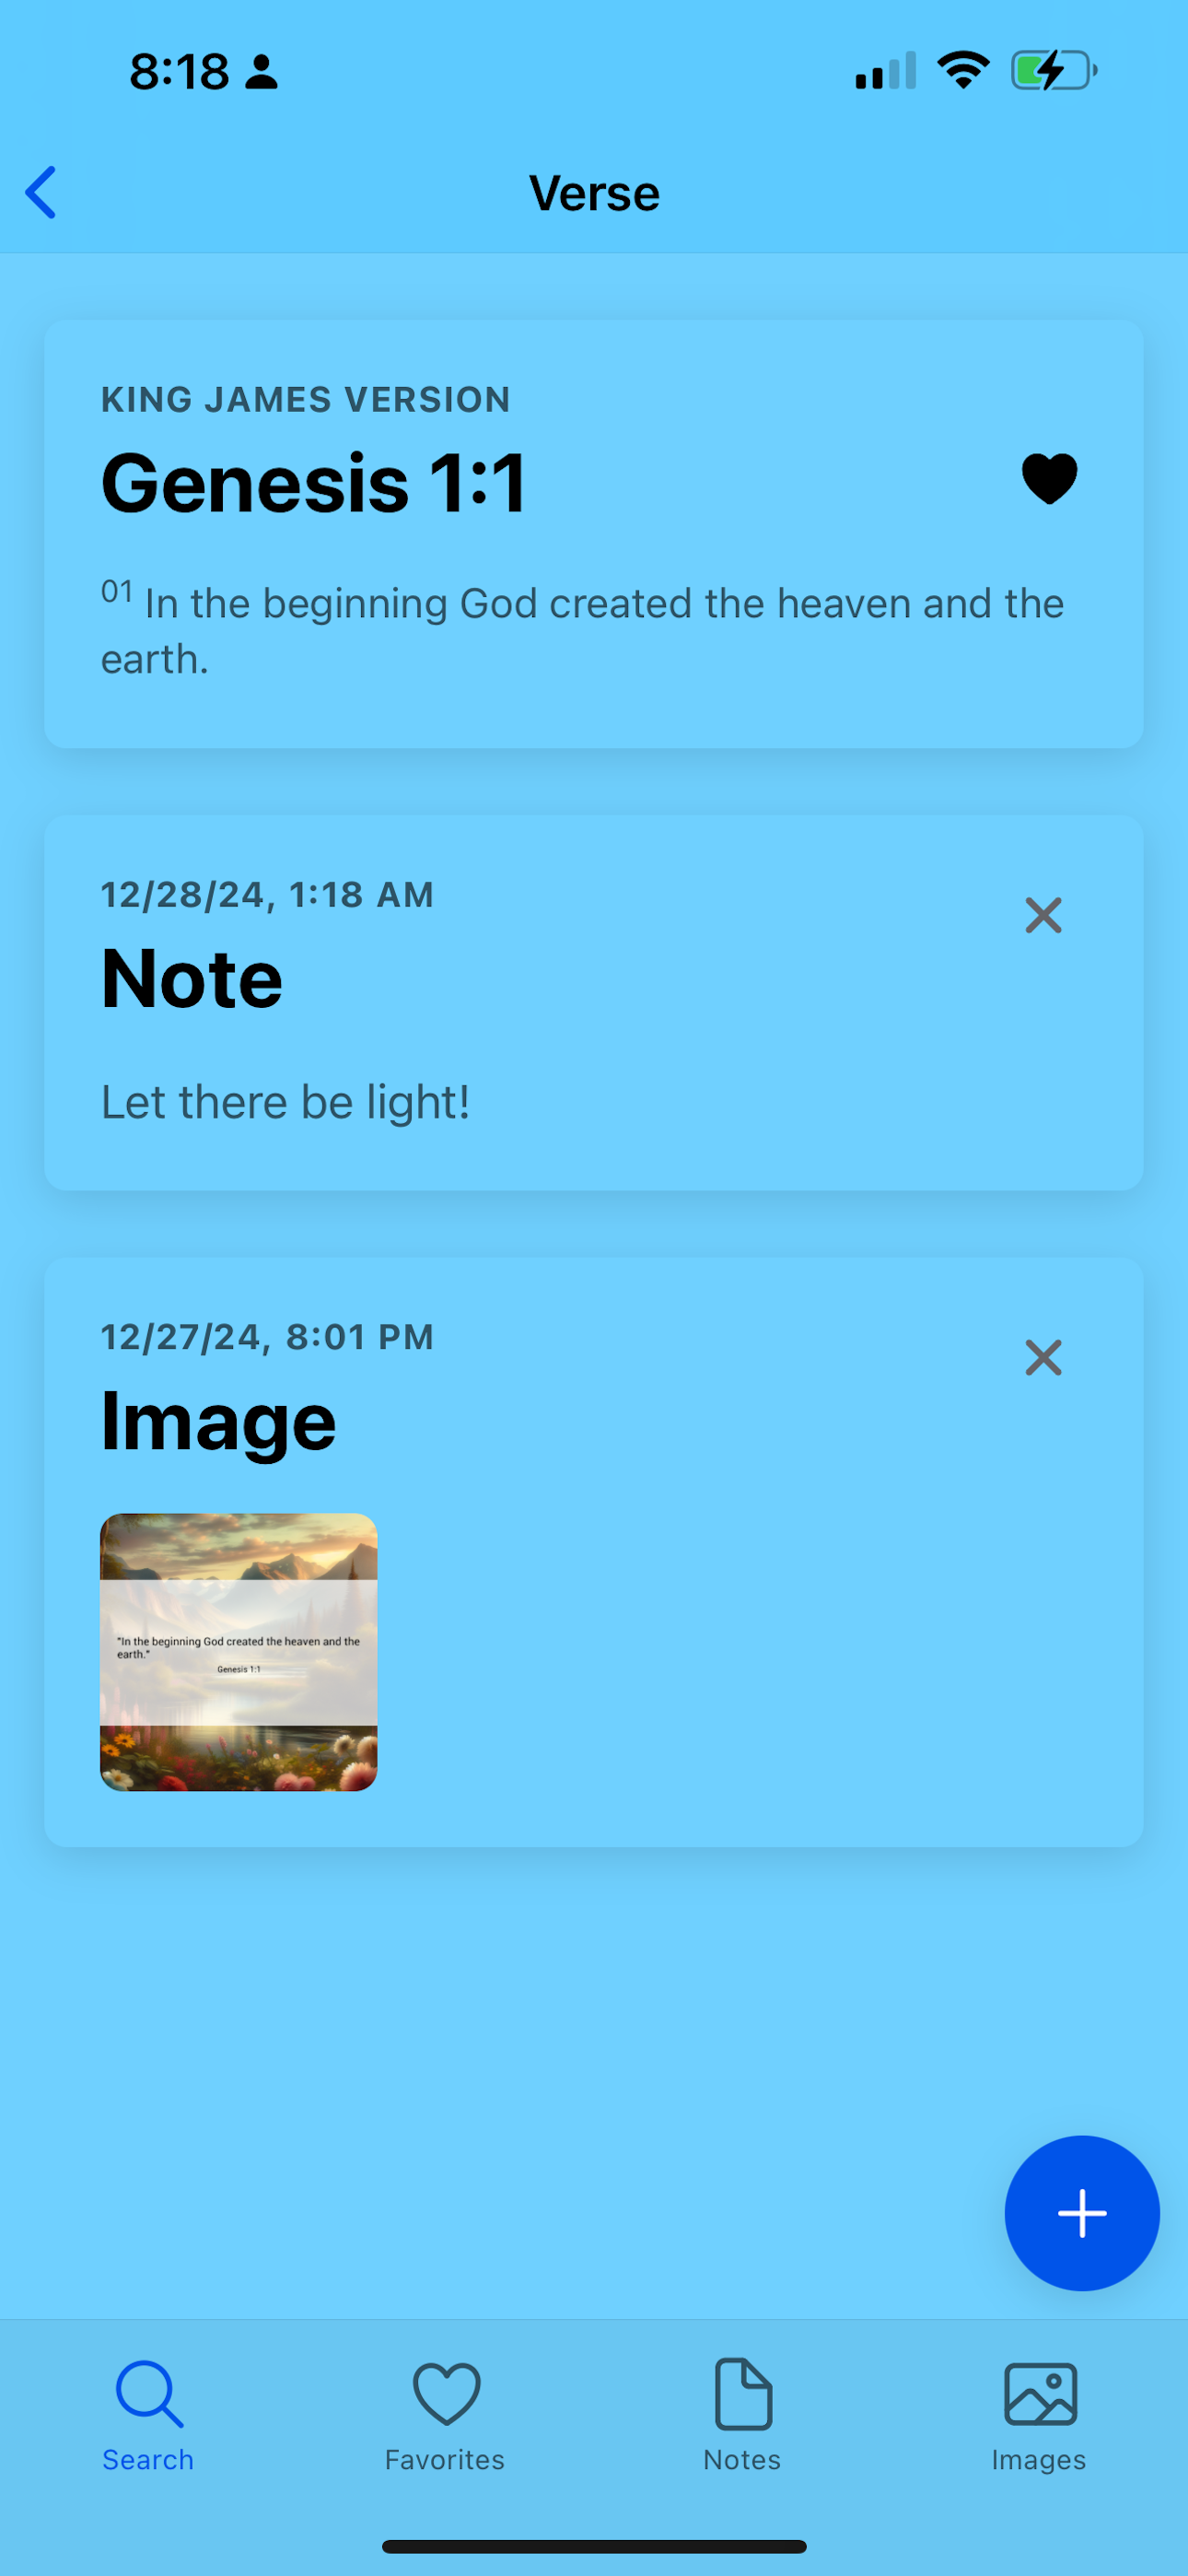 8:18
Verse
KING JAMES VERSION
Genesis 1:1
01 In the beginning God created the heaven and the
earth.
12/28/24, 1:18 AM
Note
Let there be light!
12/27/24, 8:01 PM
Image
"In the beginning God created the heaven and the
earth."
Genesis 1:1
Search
Favorites
Notes
Images